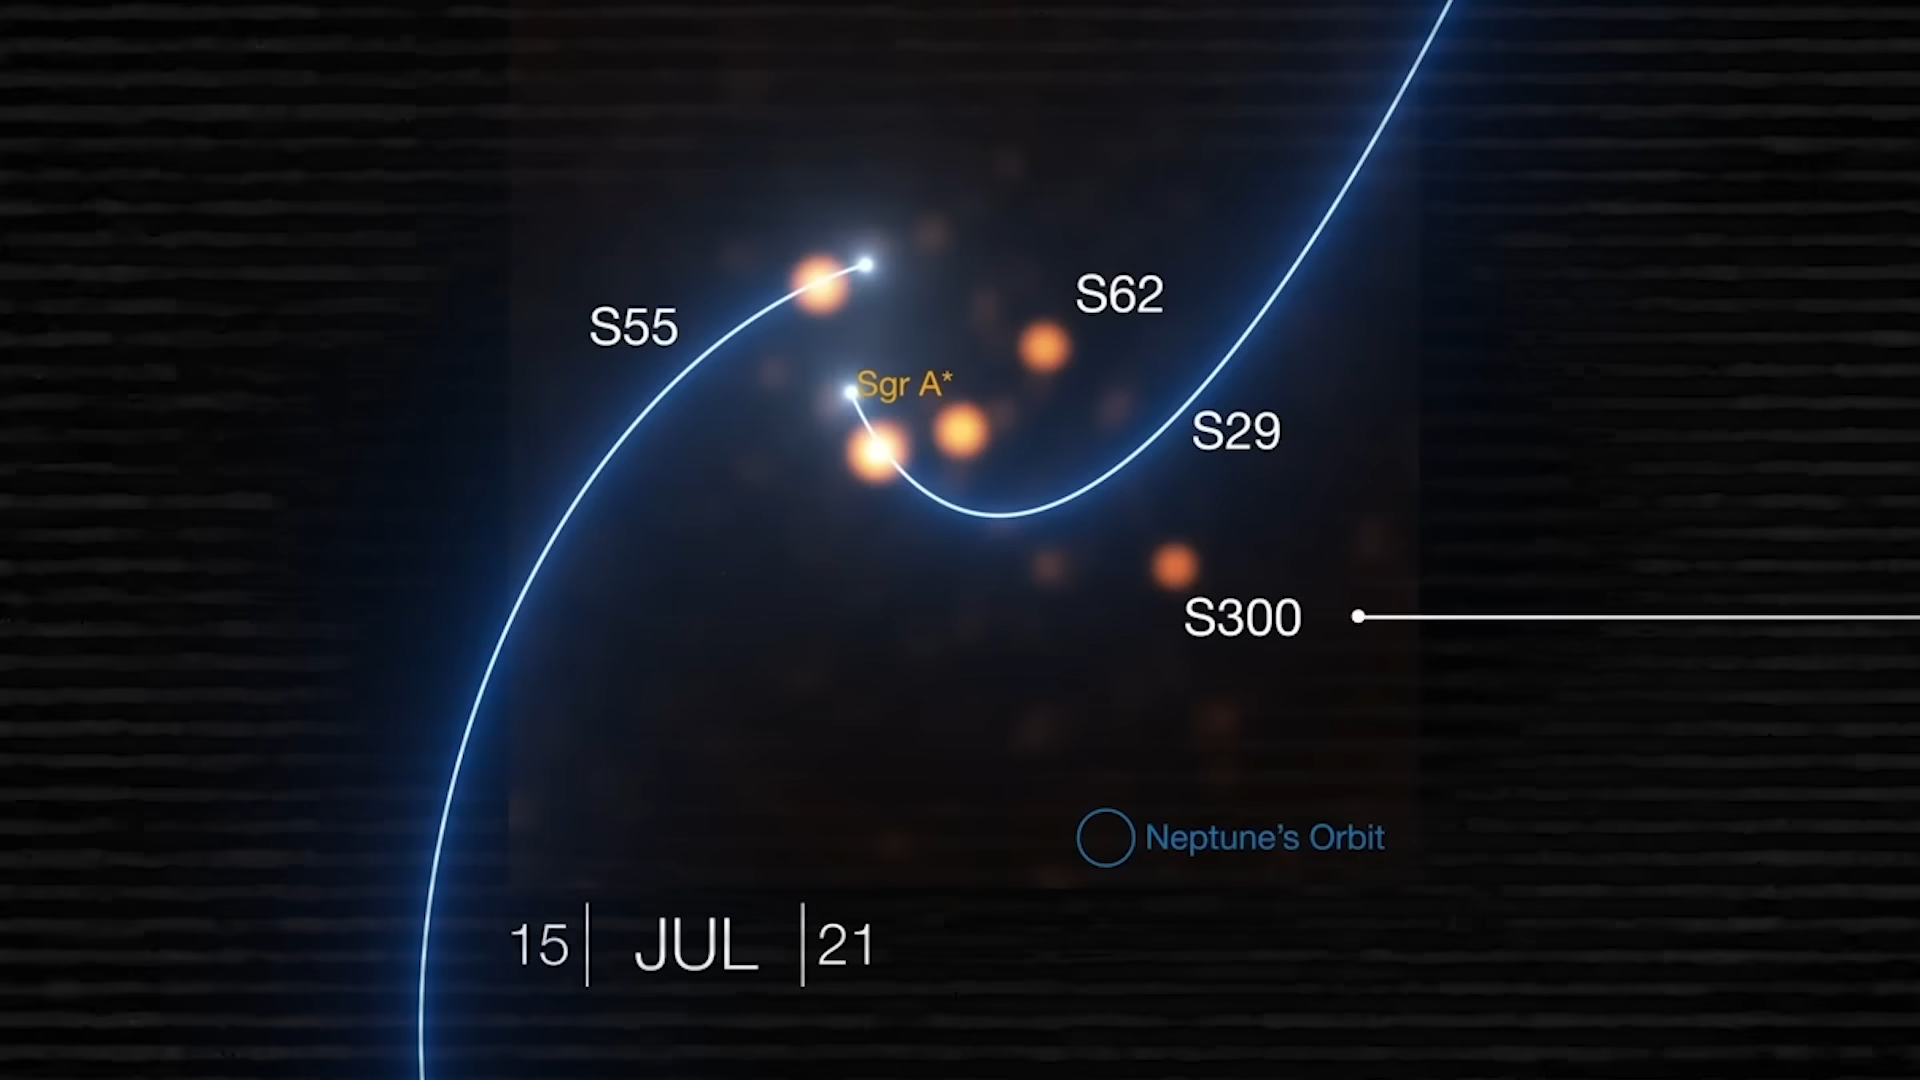 S62
S55
Sgr A*
S29
S300
Neptune’s Orbit
15 JUL 21